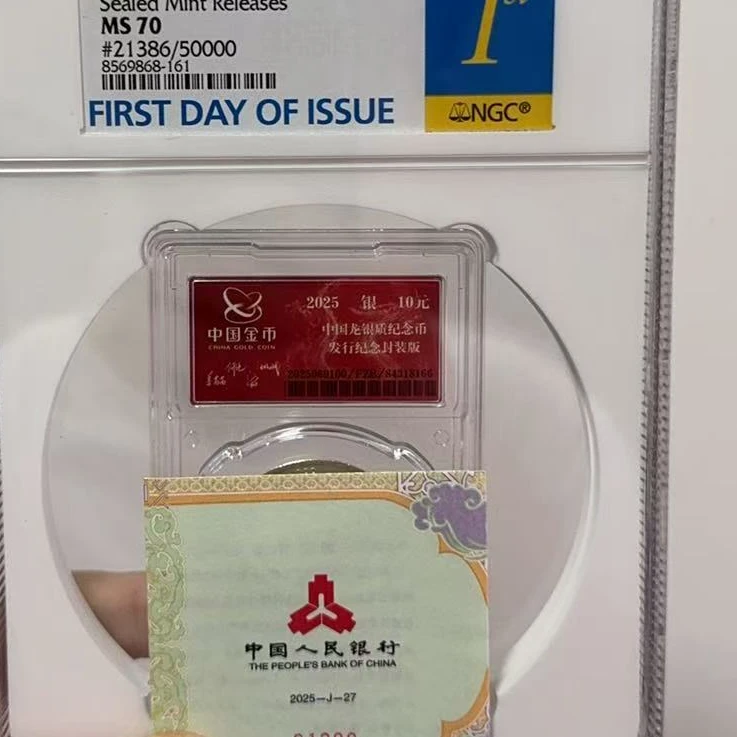 Sealed Mint Releases
MS 70
#21386/50000
8569868-161
FIRST DAY OF ISSUE
1st
NGC®
2025 银 10元
中国金币
CHINA GOLD COIN
中国龙银质纪念币
发行纪念封装版
中国人民银行
THE PEOPLE'S BANK OF CHINA
2025-J-27